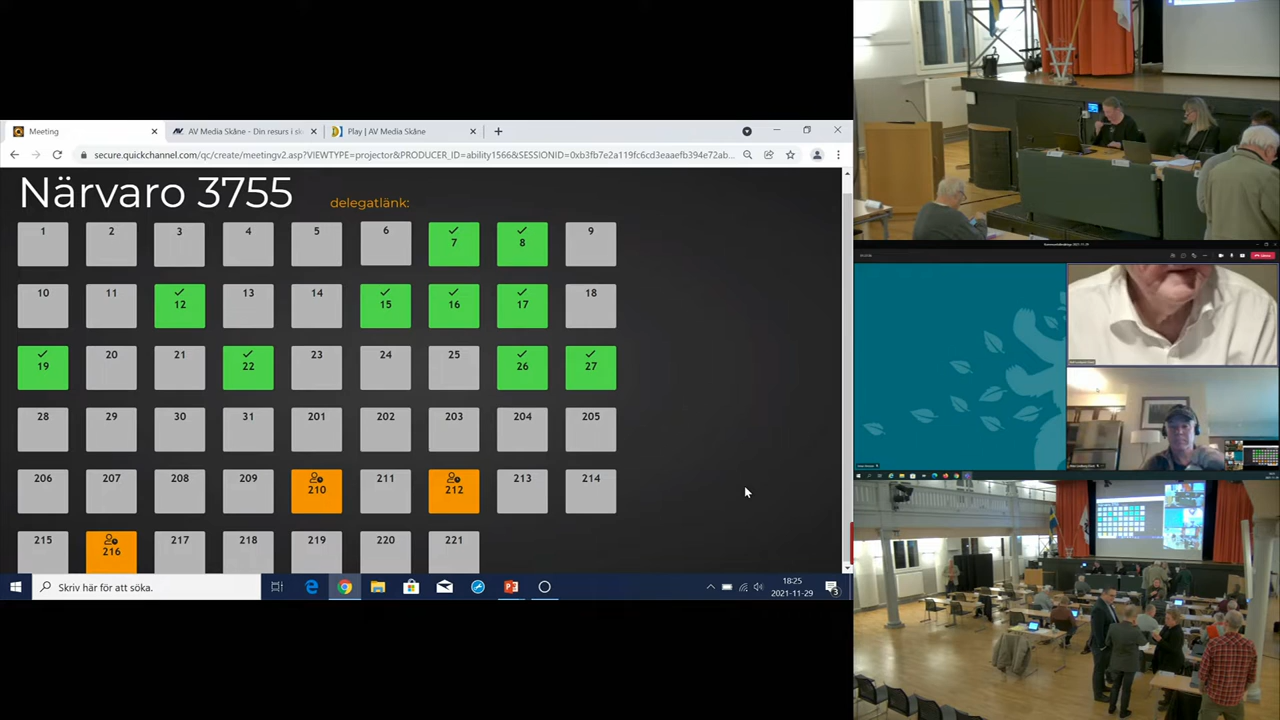 Meeting
AV Media Skåne - Din resurs i sk
Play | AV Media Skåne
secure.quickchannel.com/qc/create/meetingv2.asp?VIEWTYPE=projector&PRODUCER_ID=ability1566&SESSIONID=0xb3fb7e2a119fc6cd3eaaefb394e72ab...
Närvaro 3755
delegatlänk:
1 2 3 4 5 6 7 8 9
10 11 12 13 14 15 16 17 18
19 20 21 22 23 24 25 26 27
28 29 30 31 201 202 203 204 205
206 207 208 209 210 211 212 213 214
215 216 217 218 219 220 221
Skriv här för att söka.
18:25
2021-11-29
3